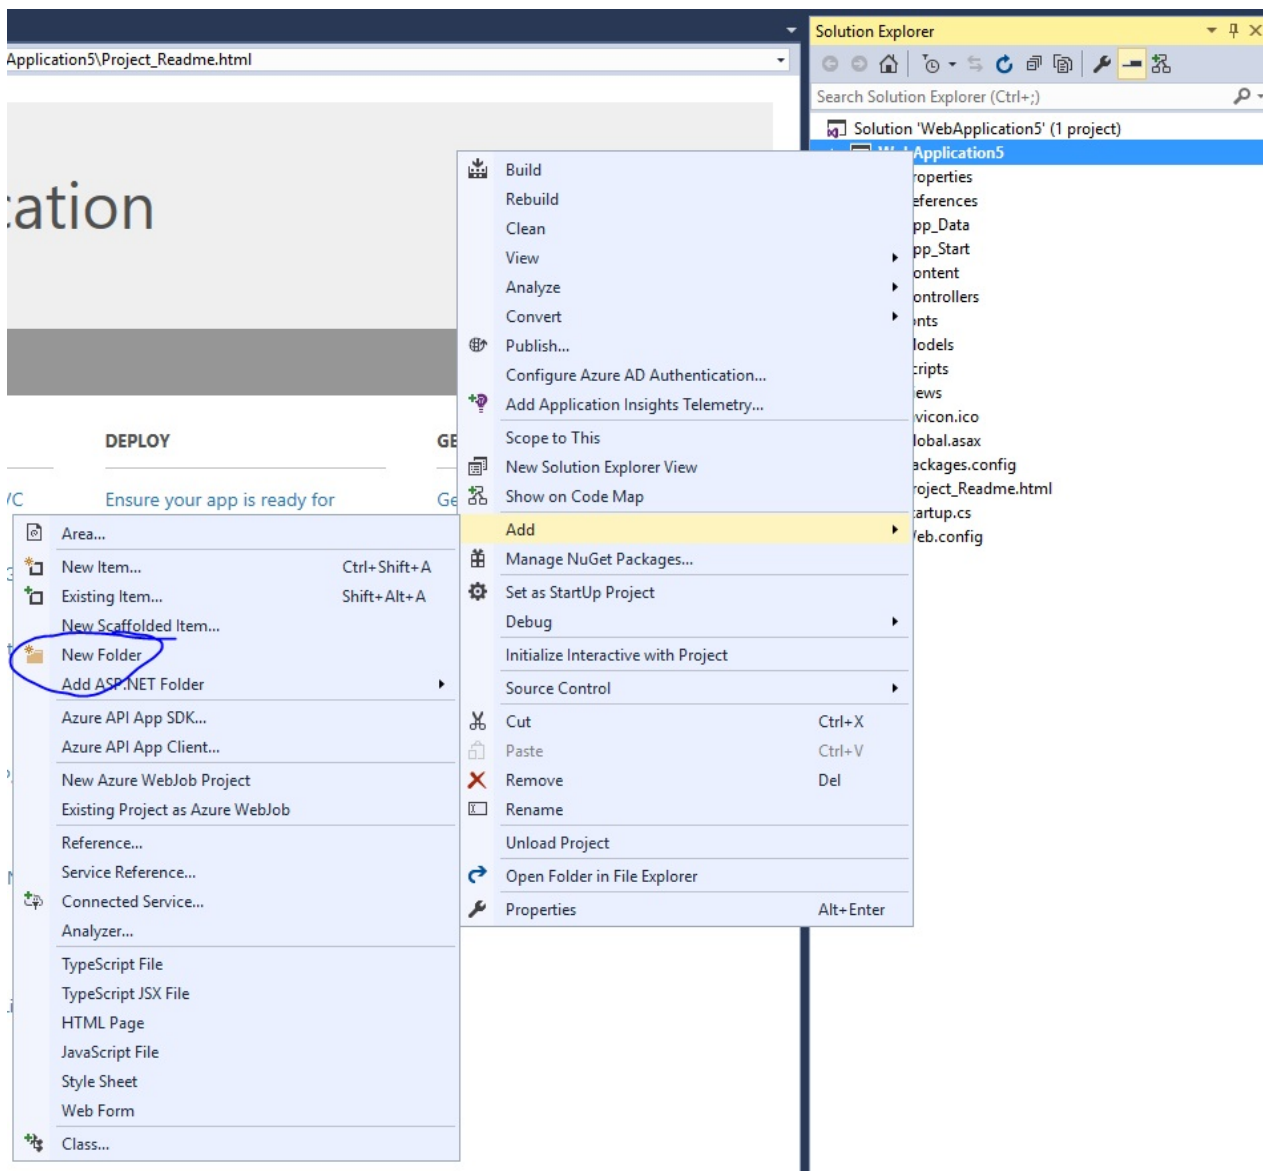 Solution Explorer
Application5\Project_Readme.html
Search Solution Explorer (Ctrl+;)
Solution 'WebApplication5' (1 project)
WebApplication5
roperties
eferences
pp_Data
pp_Start
ontent
ontrollers
onts
odels
cripts
iews
vicon.ico
lobal.asax
ackages.config
roject_Readme.html
tartup.cs
eb.config
cation
DEPLOY
GE
VC
Ensure your app is ready for
Ge
Build
Rebuild
Clean
View
Analyze
Convert
Publish...
Configure Azure AD Authentication...
Add Application Insights Telemetry...
Scope to This
New Solution Explorer View
Show on Code Map
Add
Manage NuGet Packages...
Set as StartUp Project
Debug
Initialize Interactive with Project
Source Control
Cut Ctrl+X
Paste Ctrl+V
Remove Del
Rename
Unload Project
Open Folder in File Explorer
Properties Alt+Enter
Area...
New Item... Ctrl+Shift+A
Existing Item... Shift+Alt+A
New Scaffolded Item...
New Folder
Add ASP.NET Folder
Azure API App SDK...
Azure API App Client...
New Azure WebJob Project
Existing Project as Azure WebJob
Reference...
Service Reference...
Connected Service...
Analyzer...
TypeScript File
TypeScript JSX File
HTML Page
JavaScript File
Style Sheet
Web Form
Class...